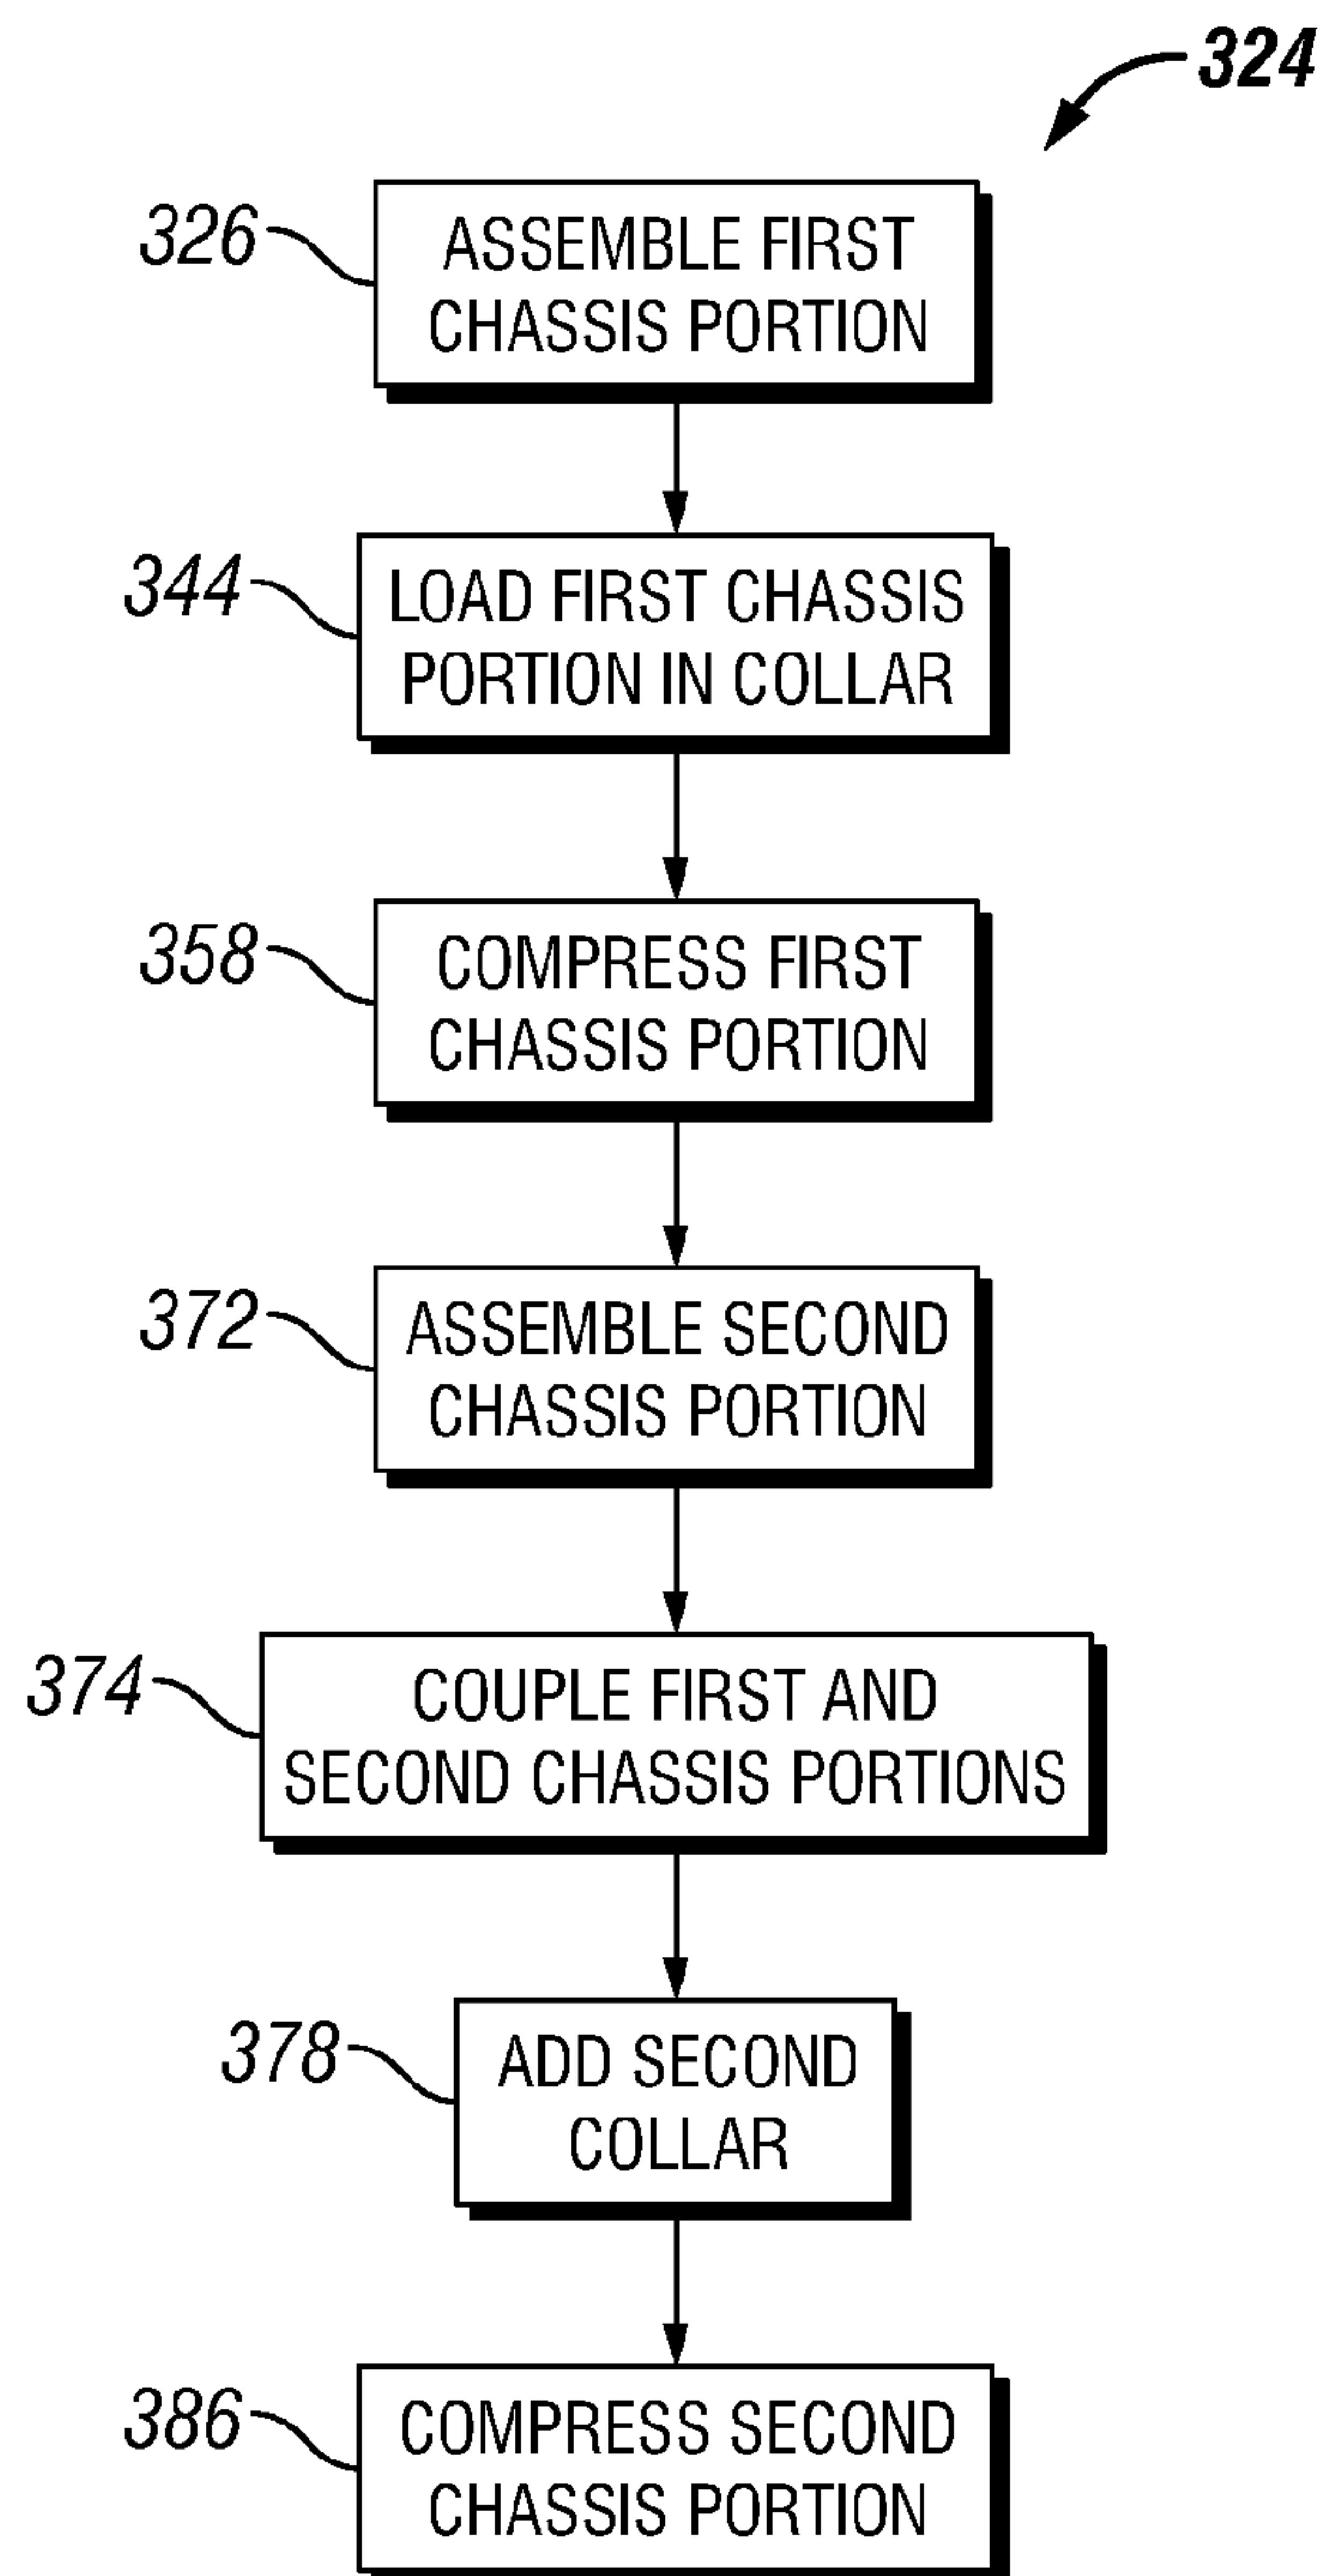 324
326
ASSEMBLE FIRST
CHASSIS PORTION
344
LOAD FIRST CHASSIS
PORTION IN COLLAR
358
COMPRESS FIRST
CHASSIS PORTION
372
ASSEMBLE SECOND
CHASSIS PORTION
374
COUPLE FIRST AND
SECOND CHASSIS PORTIONS
378
ADD SECOND
COLLAR
386
COMPRESS SECOND
CHASSIS PORTION